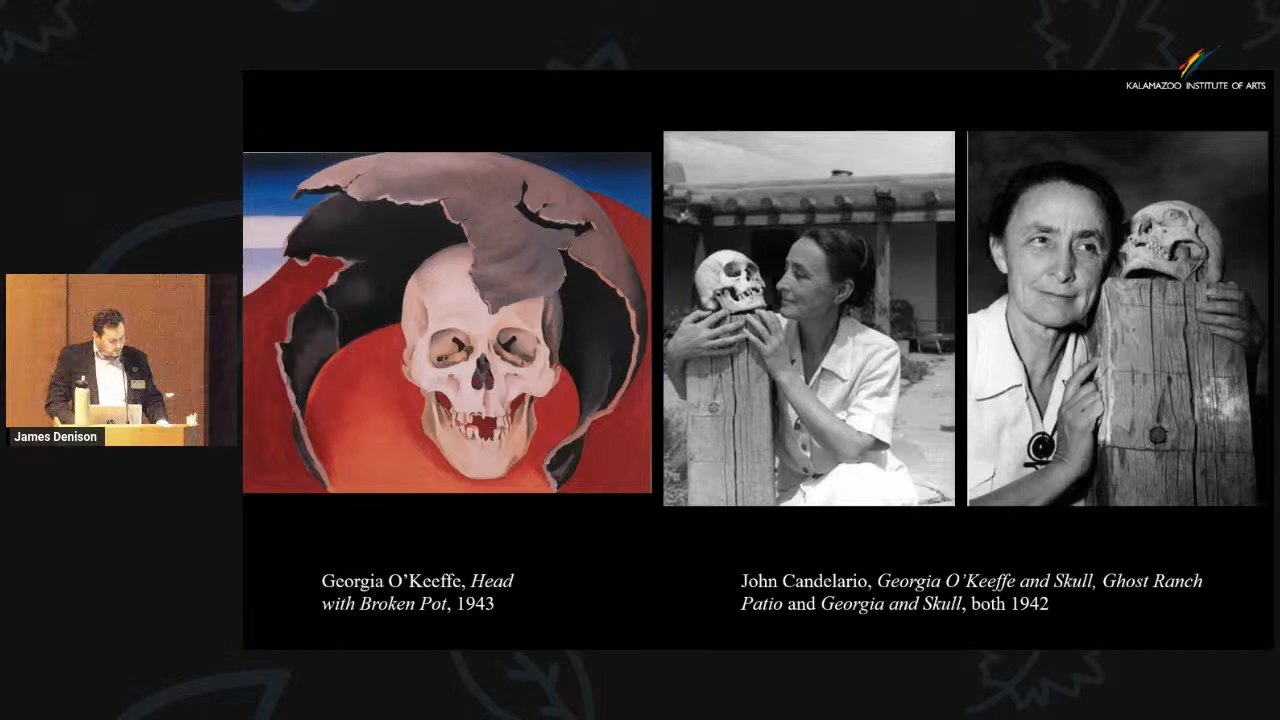 KALAMAZOO INSTITUTE OF ARTS
James Denison
Georgia O’Keeffe, Head
with Broken Pot, 1943
John Candelario, Georgia O’Keeffe and Skull, Ghost Ranch
Patio and Georgia and Skull, both 1942